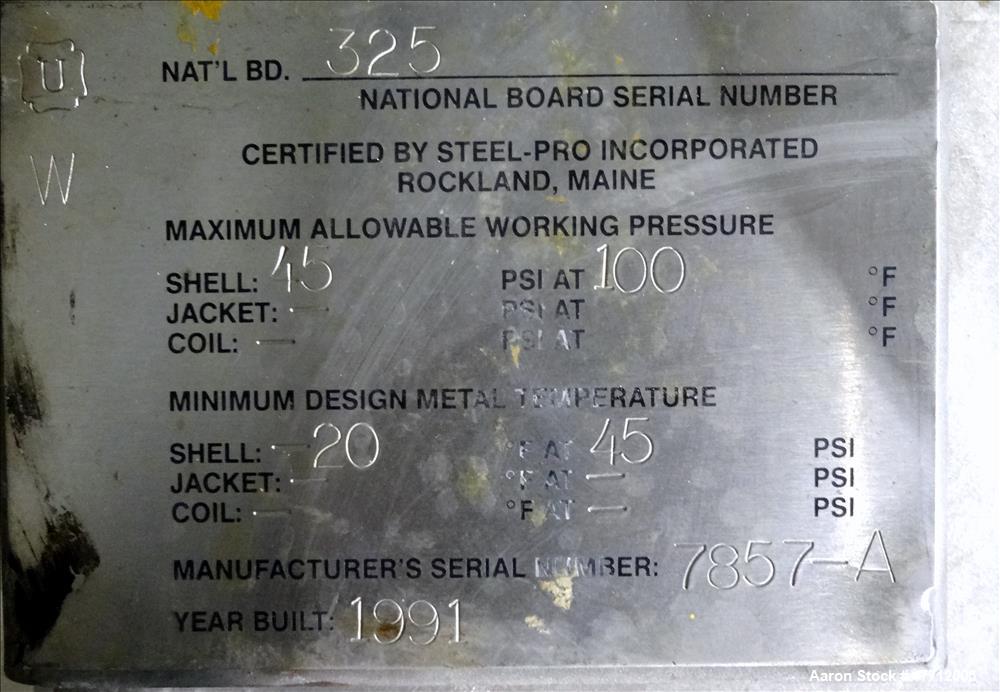 U
NAT'L BD. 325
NATIONAL BOARD SERIAL NUMBER
W
CERTIFIED BY STEEL-PRO INCORPORATED
ROCKLAND, MAINE
MAXIMUM ALLOWABLE WORKING PRESSURE
SHELL: 45 PSI AT 100 °F
JACKET: — PSI AT °F
COIL: — PSI AT °F
MINIMUM DESIGN METAL TEMPERATURE
SHELL: -20 °F AT 45 PSI
JACKET: — °F AT — PSI
COIL: — °F AT — PSI
MANUFACTURER'S SERIAL NUMBER: 7857-A
YEAR BUILT: 1991
Aaron Stock